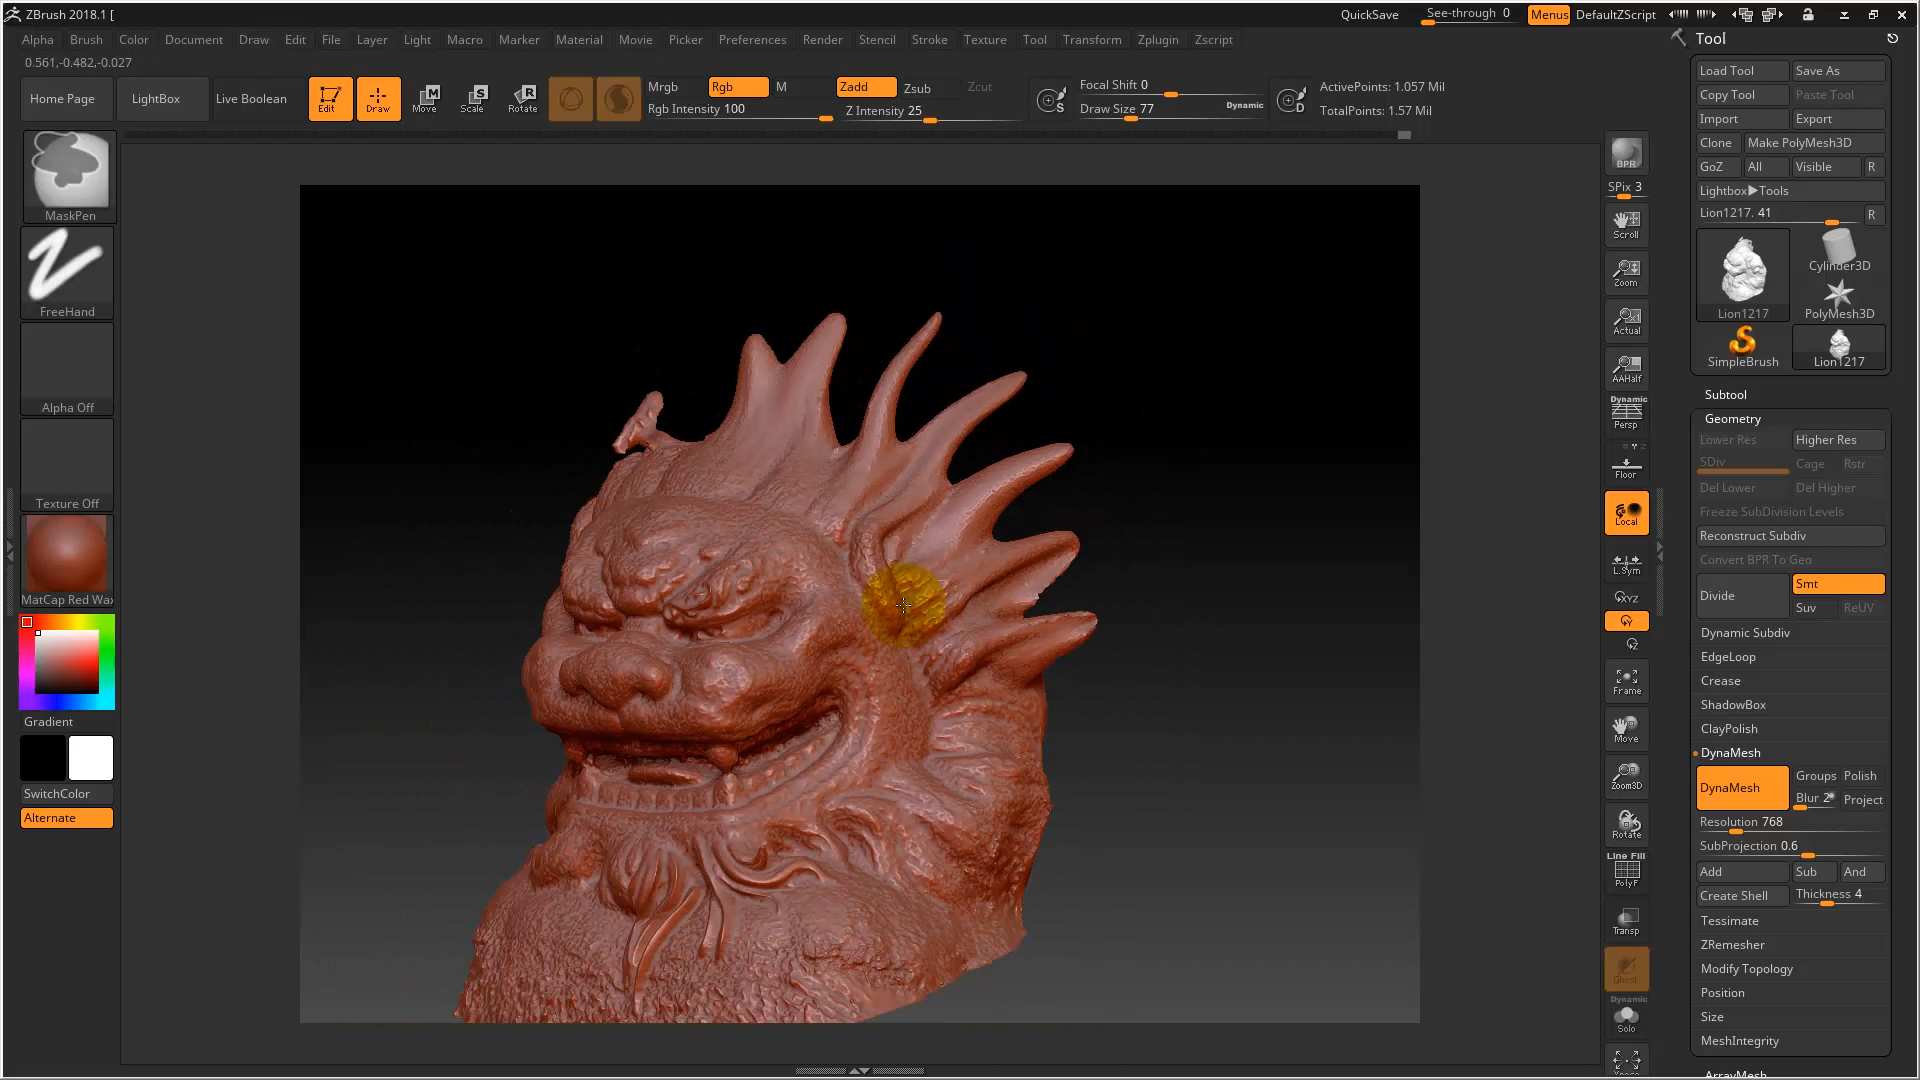 ZBrush 2018.1 [
QuickSave See-through 0 Menus DefaultZScript
Alpha Brush Color Document Draw Edit File Layer Light Macro Marker Material Movie Picker Preferences Render Stencil Stroke Texture Tool Transform Zplugin Zscript
Tool
0.561,-0.482,-0.027
Home Page LightBox Live Boolean Edit Draw Move Scale Rotate
Mrgb Rgb M Zadd Zsub Zcut
Rgb Intensity 100 Z Intensity 25
Focal Shift 0
Draw Size 77 Dynamic
ActivePoints: 1.057 Mil
TotalPoints: 1.57 Mil
MaskPen
FreeHand
Alpha Off
Texture Off
MatCap Red Wax
Gradient
SwitchColor
Alternate
BPR
SPix 3
Scroll
Zoom
Actual
AAHalf
Dynamic
Persp
Floor
Local
L.Sym
XYZ
Y
Z
Frame
Move
Zoom3D
Rotate
Line Fill
PolyF
Transp
Ghost
Dynamic
Solo
Load Tool Save As
Copy Tool Paste Tool
Import Export
Clone Make PolyMesh3D
GoZ All Visible R
Lightbox▶Tools
Lion1217. 41 R
Cylinder3D
Lion1217 PolyMesh3D
SimpleBrush Lion1217
Subtool
Geometry
Lower Res Higher Res
SDiv Cage Rstr
Del Lower Del Higher
Freeze SubDivision Levels
Reconstruct Subdiv
Convert BPR To Geo
Divide Smt
Suv ReUV
Dynamic Subdiv
EdgeLoop
Crease
ShadowBox
ClayPolish
DynaMesh
DynaMesh Groups Polish
Blur 2 Project
Resolution 768
SubProjection 0.6
Add Sub And
Create Shell Thickness 4
Tessimate
ZRemesher
Modify Topology
Position
Size
MeshIntegrity
ArrayMesh